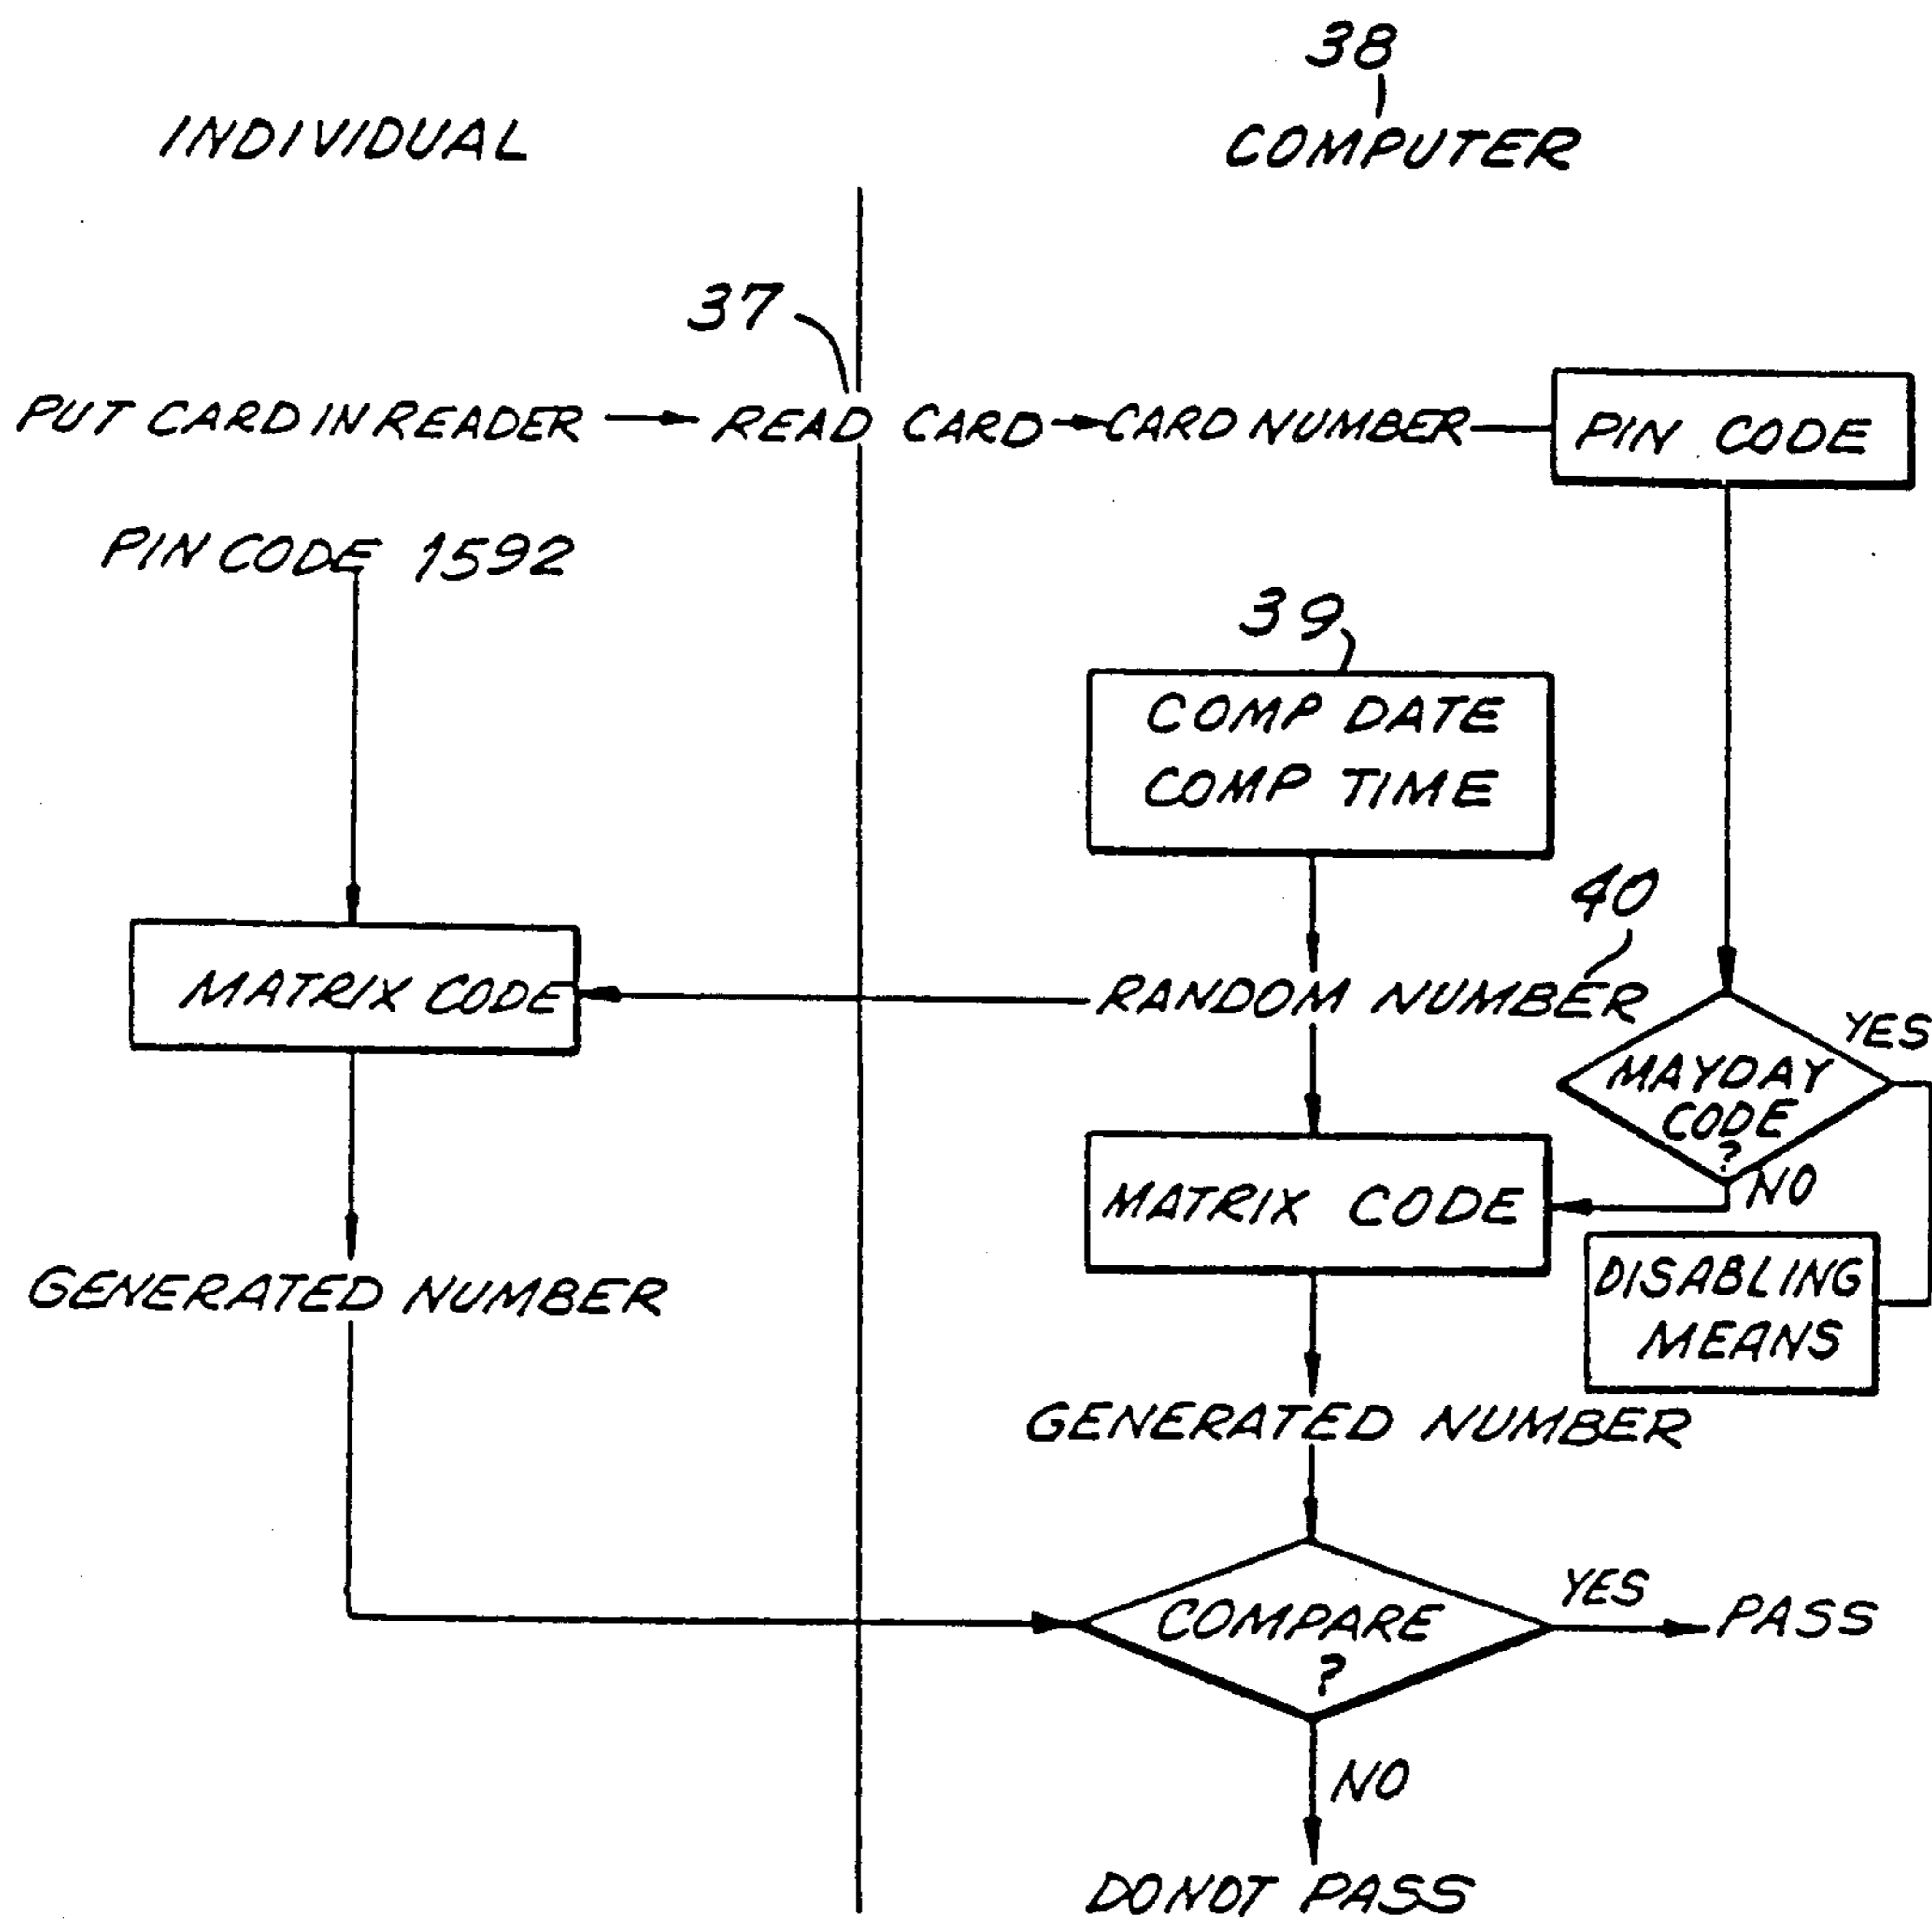 38
INDIVIDUAL
COMPUTER
37
PUT CARD IN READER
READ CARD
CARD NUMBER
PIN CODE
PIN CODE 1592
39
COMP DATE
COMP TIME
40
MATRIX CODE
RANDOM NUMBER
YES
MAYDAY
CODE
?
NO
MATRIX CODE
DISABLING
MEANS
GENERATED NUMBER
GENERATED NUMBER
COMPARE
?
YES
PASS
NO
DO NOT PASS